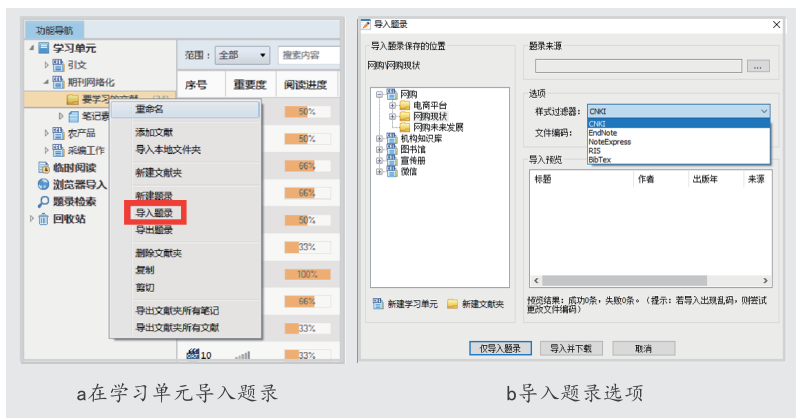 功能导航
学习单元
引文
期刊网络化
农产品
采编工作
临时阅读
浏览器导入
题录检索
回收站
范围：
全部
搜索内容
序号
重要度
阅读进度
50%
50%
66%
66%
50%
33%
100%
66%
33%
10
33%
重命名
添加文献
导入本地文件夹
新建文献夹
新建题录
导入题录
导出题录
删除文献夹
复制
剪切
导出文献夹所有笔记
导出文献夹所有文献
a在学习单元导入题录
导入题录
导入题录保存的位置
网购\网购现状
网购
电商平台
网购现状
网购未来发展
机构知识库
图书馆
宣传册
微信
新建学习单元
新建文献夹
题录来源
...
选项
样式过滤器：
CNKI
文件编码：
CNKI
EndNote
NoteExpress
RIS
BibTex
导入预览
标题
作者
出版年
来源
预览结果：成功0条，失败0条。（提示：若导入出现乱码，则尝试
更改文件编码）
仅导入题录
导入并下载
取消
b导入题录选项